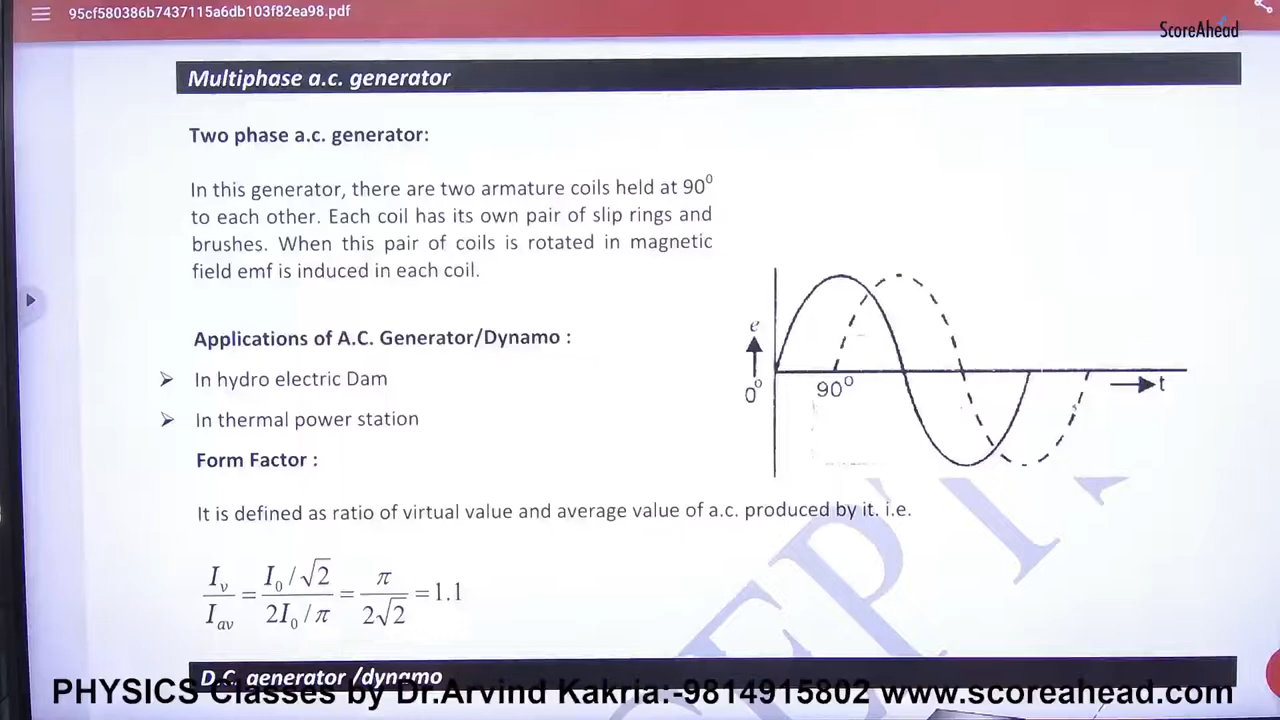 95cf580386b7437115a6db103f82ea98.pdf
ScoreAhead
Multiphase a.c. generator
Two phase a.c. generator:
In this generator, there are two armature coils held at 90⁰
to each other. Each coil has its own pair of slip rings and
brushes. When this pair of coils is rotated in magnetic
field emf is induced in each coil.
e
0⁰
90⁰
t
Applications of A.C. Generator/Dynamo :
➢ In hydro electric Dam
➢ In thermal power station
Form Factor :
It is defined as ratio of virtual value and average value of a.c. produced by it. i.e.
I_v / I_av = (I₀/√2) / (2I₀/π) = π / (2√2) = 1.1
D.C. generator /dynamo
PHYSICS Classes by Dr.Arvind Kakria:-9814915802 www.scoreahead.com